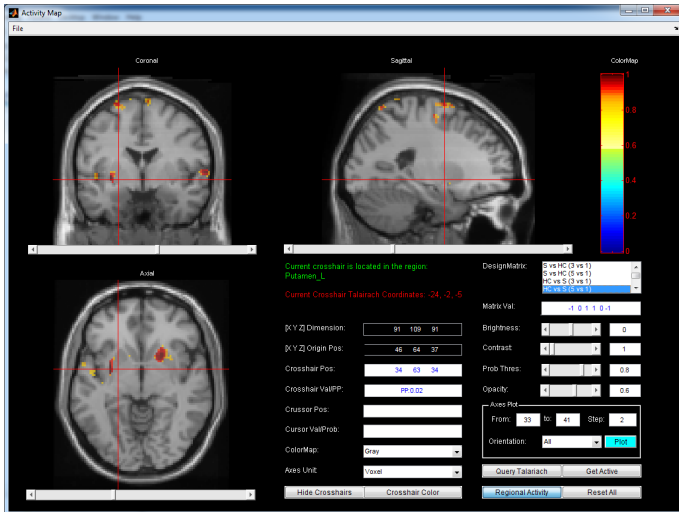 Activity Map
File
Coronal
Sagittal
ColorMap
1
0.8
0.6
0.4
0.2
0
Axial
Current crosshair is located in the region:
Putamen_L
Current Crosshair Talairach Coordinates: -24, -2, -5
[X Y Z] Dimension: 91 109 91
[X Y Z] Origin Pos: 46 64 37
Crosshair Pos: 34 63 34
Crosshair Val/PP: PP:0.02
Crussor Pos:
Cursor Val/Prob:
ColorMap: Gray
Axes Unit: Voxel
Hide Crosshairs Crosshair Color
DesignMatrix: S vs HC (3 vs 1)
S vs HC (5 vs 1)
HC vs S (3 vs 1)
HC vs S (5 vs 1)
Matrix Val: -1 0 1 1 0 -1
Brightness: 0
Contrast: 1
Prob Thres: 0.8
Opacity: 0.6
Axes Plot
From: 33 to: 41 Step: 2
Orientation: All Plot
Query Talariach Get Active
Regional Activity Reset All